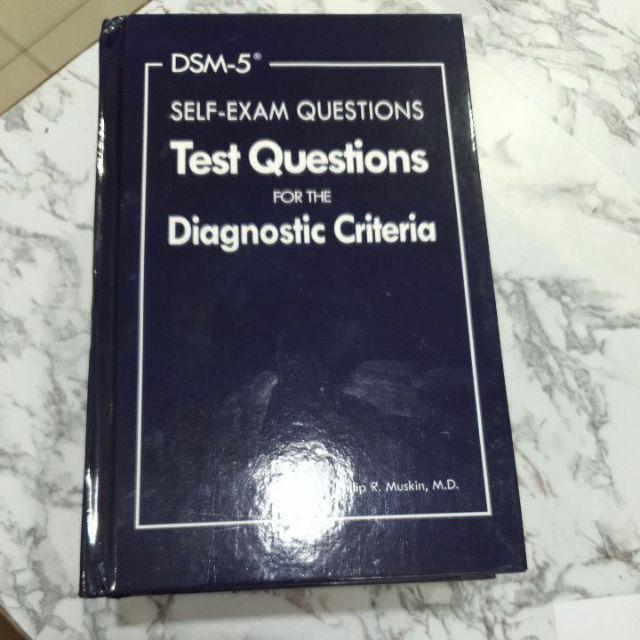 DSM-5®
SELF-EXAM QUESTIONS
Test Questions
FOR THE
Diagnostic Criteria
R. Muskin, M.D.